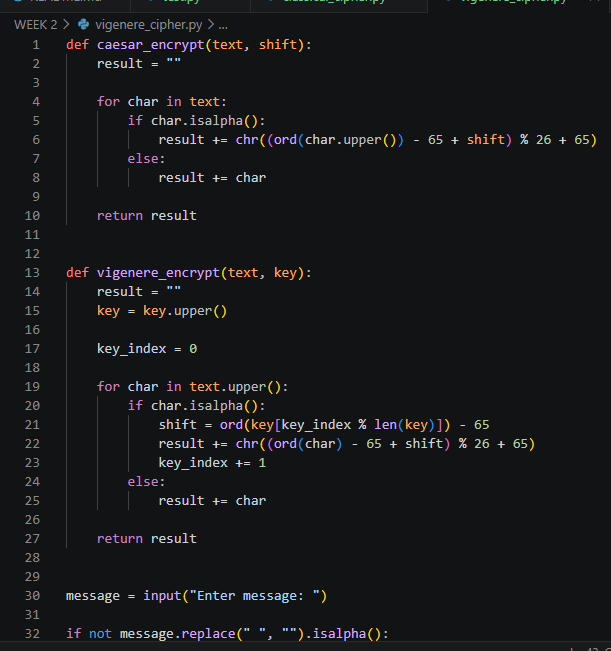 WEEK 2 > vigenere_cipher.py > ...
1 def caesar_encrypt(text, shift):
2     result = ""
3
4     for char in text:
5         if char.isalpha():
6             result += chr((ord(char.upper()) - 65 + shift) % 26 + 65)
7         else:
8             result += char
9
10     return result
11
12
13 def vigenere_encrypt(text, key):
14     result = ""
15     key = key.upper()
16
17     key_index = 0
18
19     for char in text.upper():
20         if char.isalpha():
21             shift = ord(key[key_index % len(key)]) - 65
22             result += chr((ord(char) - 65 + shift) % 26 + 65)
23             key_index += 1
24         else:
25             result += char
26
27     return result
28
29
30 message = input("Enter message: ")
31
32 if not message.replace(" ", "").isalpha():